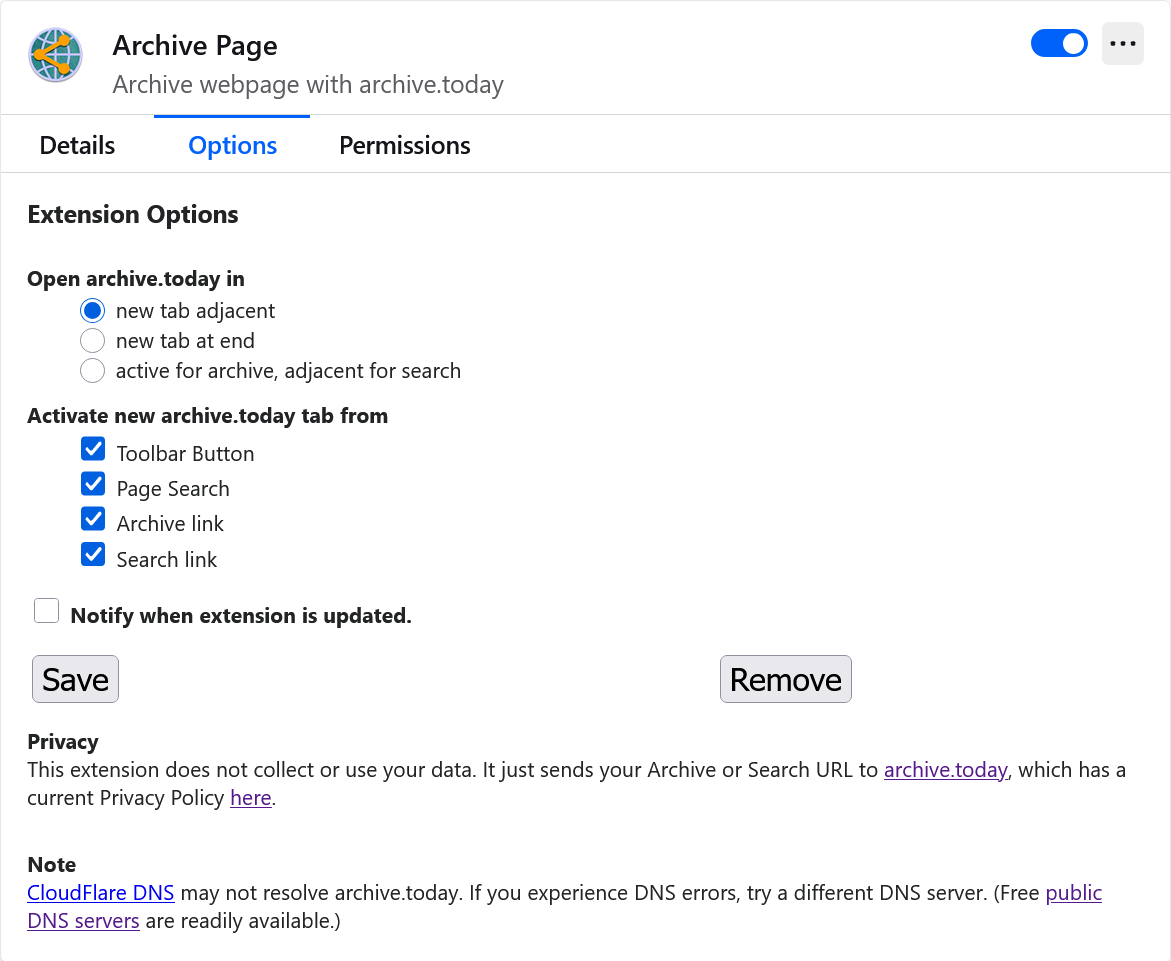 Archive Page
Archive webpage with archive.today
Details
Options
Permissions
Extension Options
Open archive.today in
new tab adjacent
new tab at end
active for archive, adjacent for search
Activate new archive.today tab from
Toolbar Button
Page Search
Archive link
Search link
Notify when extension is updated.
Save
Remove
Privacy
This extension does not collect or use your data. It just sends your Archive or Search URL to archive.today, which has a
current Privacy Policy here.
Note
CloudFlare DNS may not resolve archive.today. If you experience DNS errors, try a different DNS server. (Free public
DNS servers are readily available.)